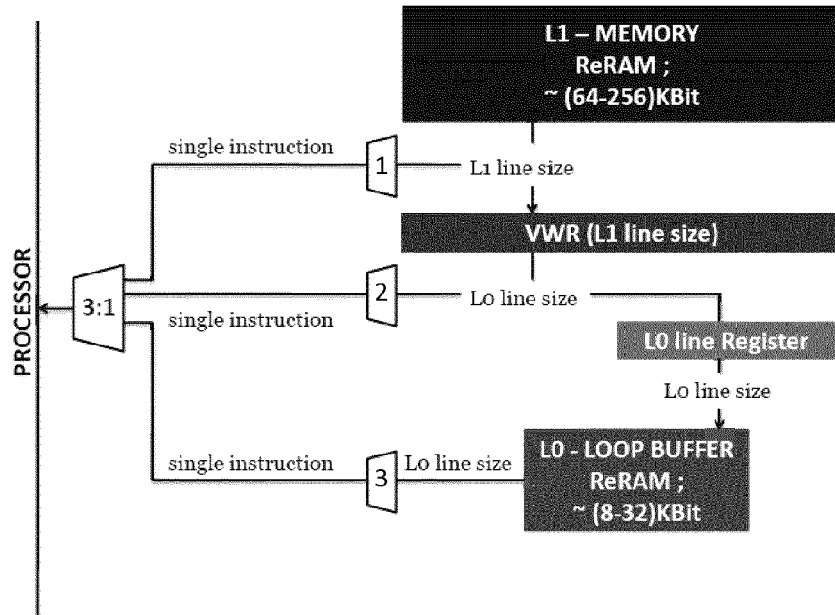 L1 – MEMORY
ReRAM ;
~ (64-256)KBit
single instruction
1
L1 line size
VWR (L1 line size)
PROCESSOR
3:1
2
L0 line size
single instruction
L0 line Register
L0 line size
L0 - LOOP BUFFER
ReRAM ;
~ (8-32)KBit
single instruction
3
L0 line size